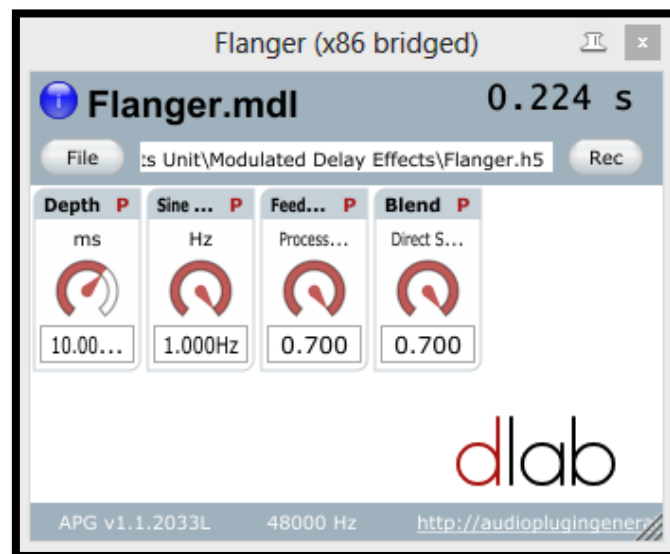 Flanger (x86 bridged) x
i Flanger.mdl 0.224 s
File :s Unit\Modulated Delay Effects\Flanger.h5 Rec
Depth P Sine ... P Feed... P Blend P
ms Hz Process... Direct S...
10.00... 1.000Hz 0.700 0.700
dlab
APG v1.1.2033L 48000 Hz http://audioplugingenera